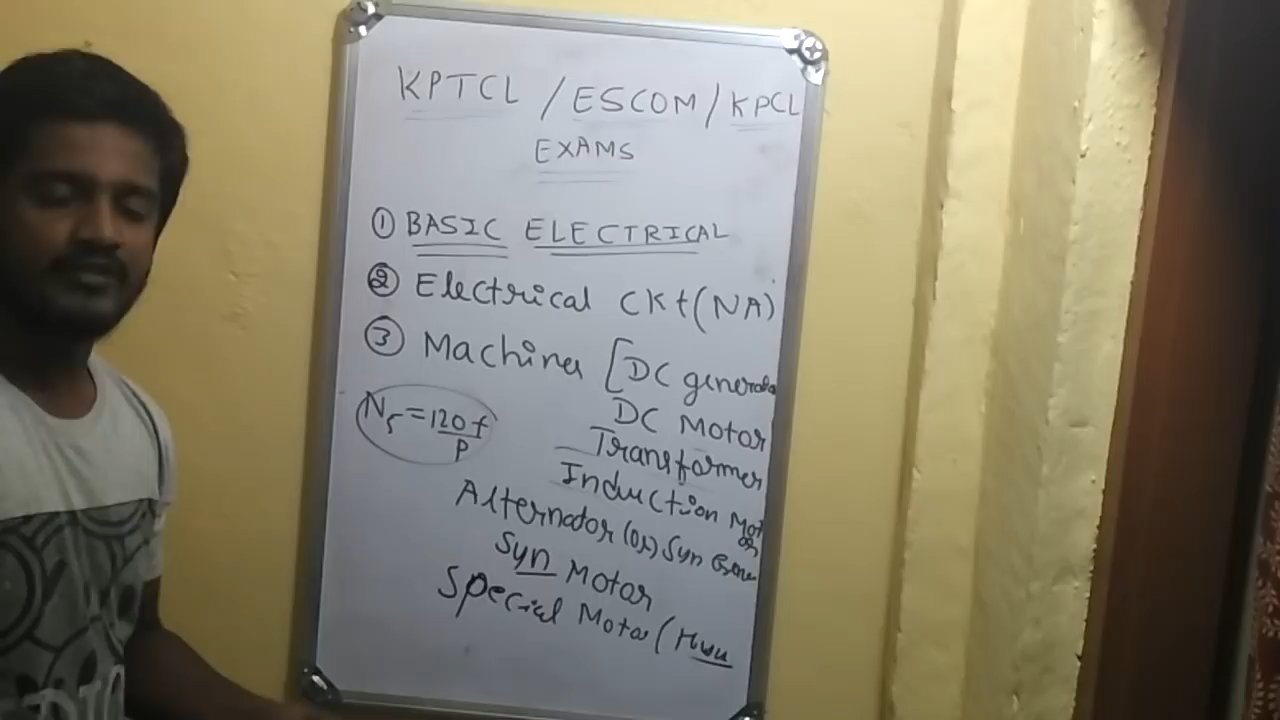 KPTCL / ESCOM / KPCL
EXAMS
① BASIC ELECTRICAL
② Electrical CKt (NA)
③ Machines [DC generator
DC Motor
Ns = 120f/P
Transformer
Induction Motor
Alternator (or) Syn Gene
Syn Motor
Special Motor (